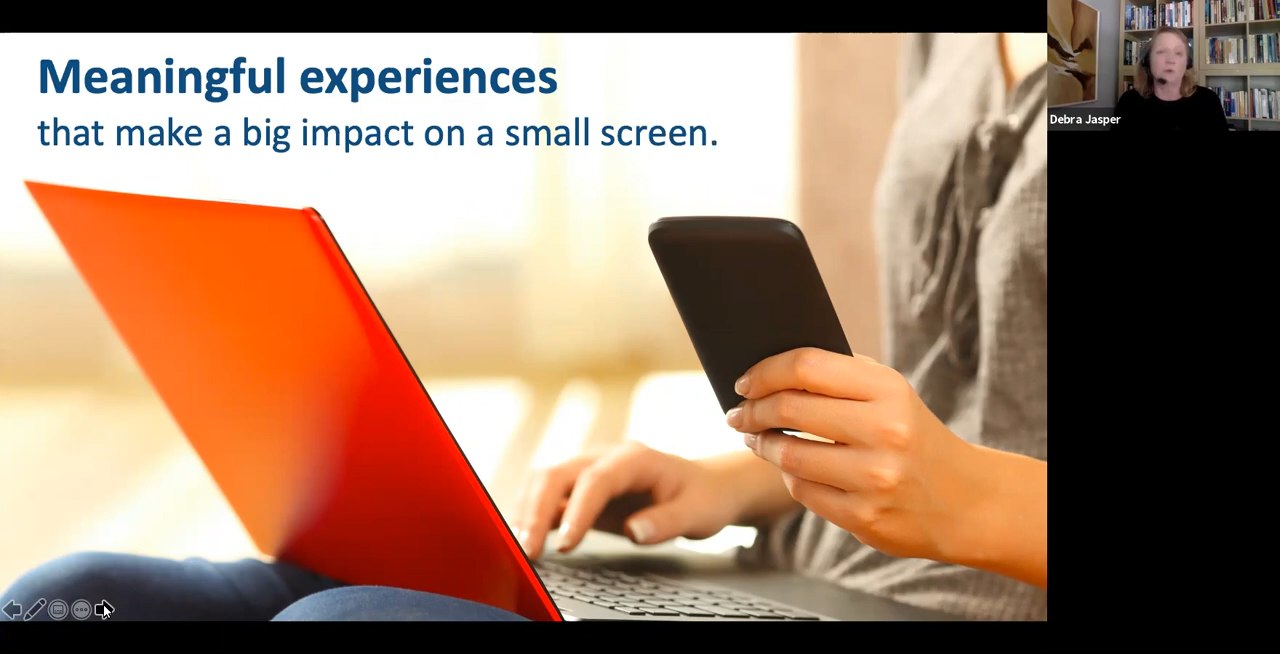 Meaningful experiences
that make a big impact on a small screen.
Debra Jasper